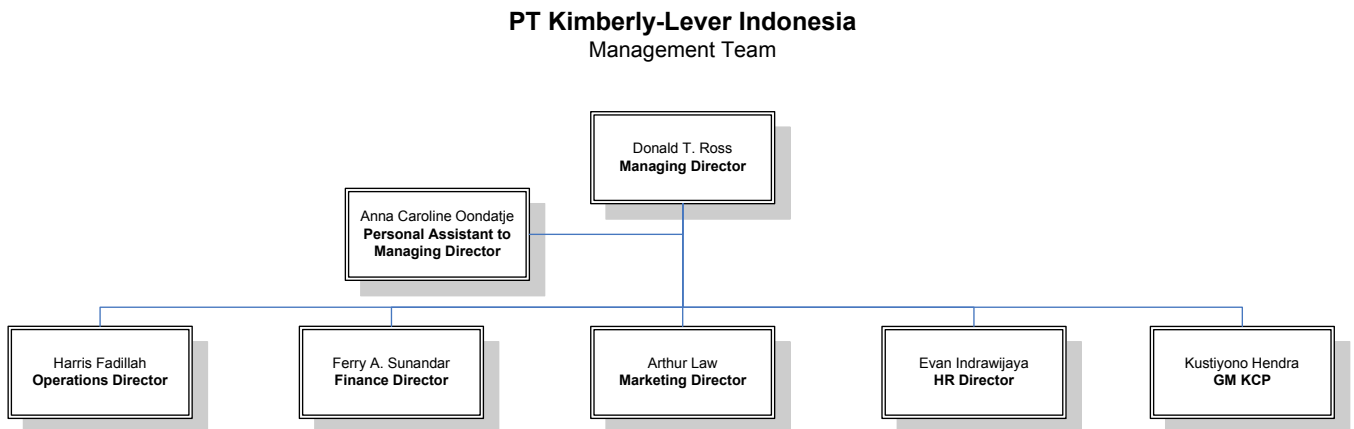 PT Kimberly-Lever Indonesia
Management Team
Donald T. Ross
Managing Director
Anna Caroline Oondatje
Personal Assistant to
Managing Director
Harris Fadillah
Operations Director
Ferry A. Sunandar
Finance Director
Arthur Law
Marketing Director
Evan Indrawijaya
HR Director
Kustiyono Hendra
GM KCP